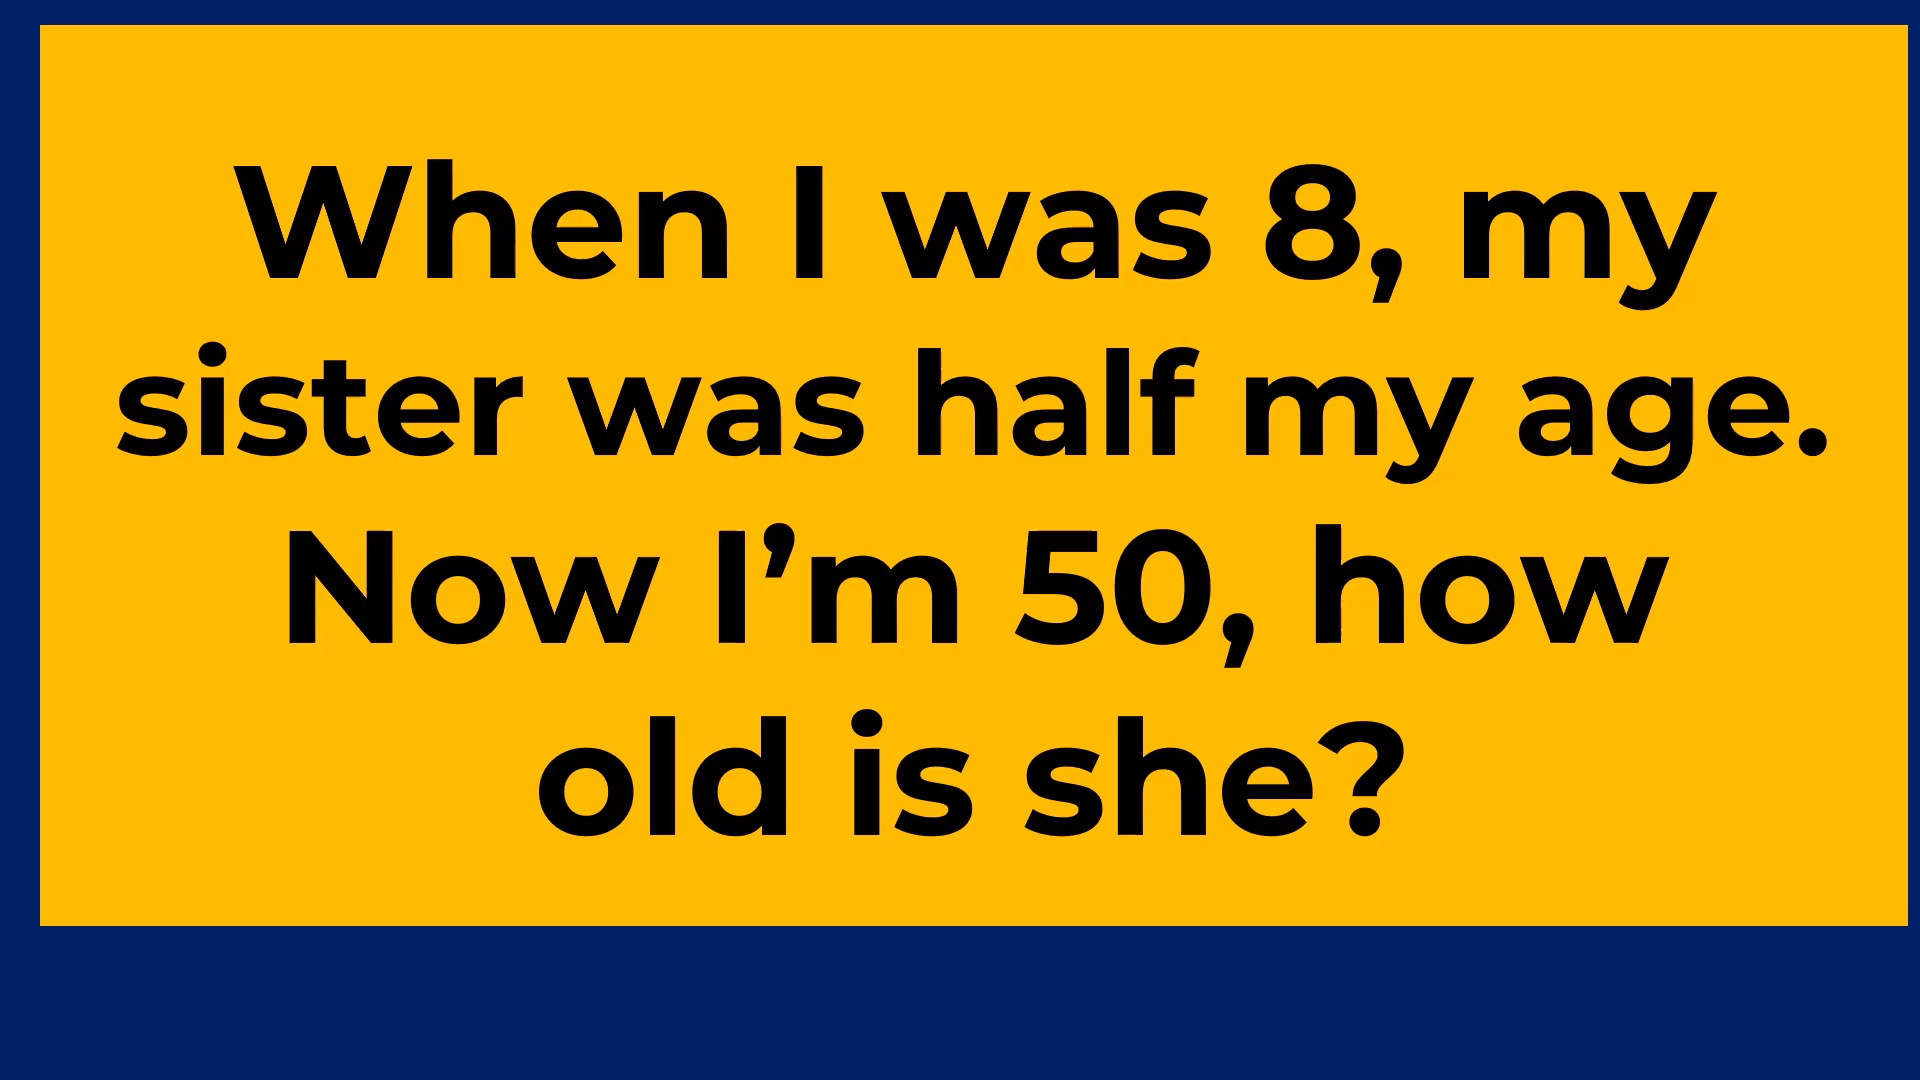 When I was 8, my
sister was half my age.
Now I’m 50, how
old is she?